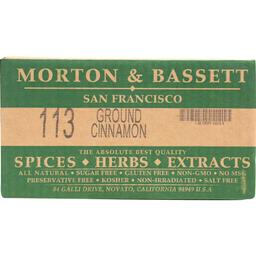 MORTON & BASSETT
SAN FRANCISCO
113 GROUND
CINNAMON
THE ABSOLUTE BEST QUALITY
SPICES • HERBS • EXTRACTS
ALL NATURAL • SUGAR FREE • GLUTEN FREE • NON-GMO • NO MSG
PRESERVATIVE FREE • KOSHER • NON-IRRADIATED • SALT FREE
84 GALLI DRIVE, NOVATO, CALIFORNIA 94949 U.S.A